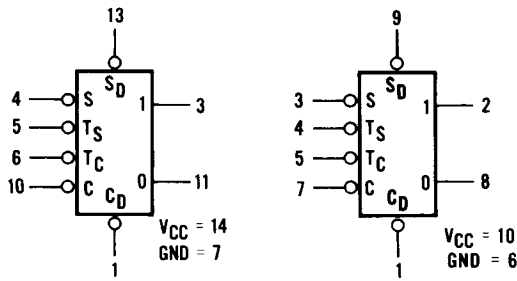 13
S_D
4 S 1 3
5 T_S
6 T_C
10 C 0 11
C_D
1
V_CC = 14
GND = 7
9
S_D
3 S 1 2
4 T_S
5 T_C
7 C 0 8
C_D
1
V_CC = 10
GND = 6